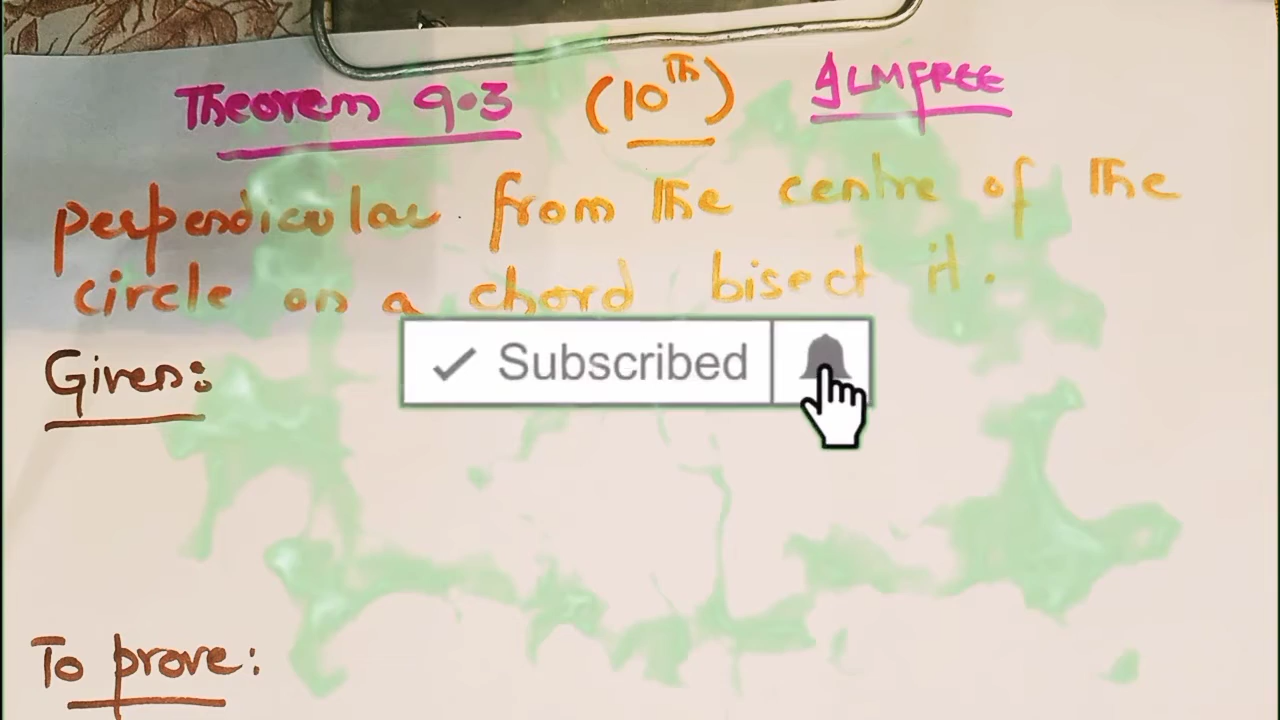 Theorem 9.3 (10th) ILMFREE
perpendicular from the centre of the
circle on a chord bisect it.
Subscribed
Given:
To prove: